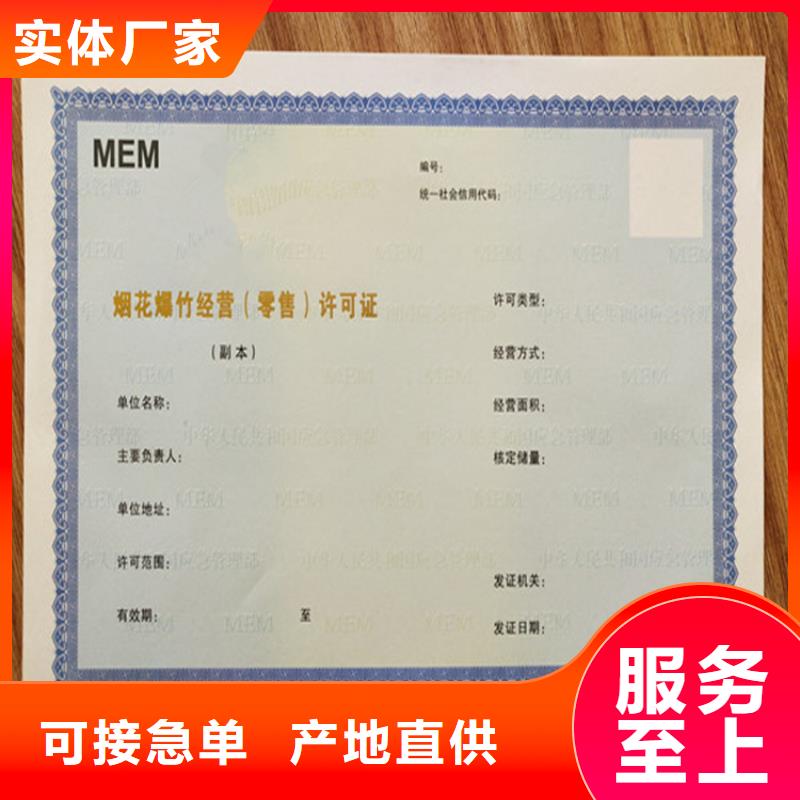 实体厂家
MEM
编号：
统一社会信用代码：
烟花爆竹经营（零售）许可证
（副本）
许可类型：
经营方式：
单位名称：
经营面积：
主要负责人：
核定储量：
单位地址：
许可范围：
发证机关：
有效期： 至
发证日期：
服务
至上
可接急单 产地直供